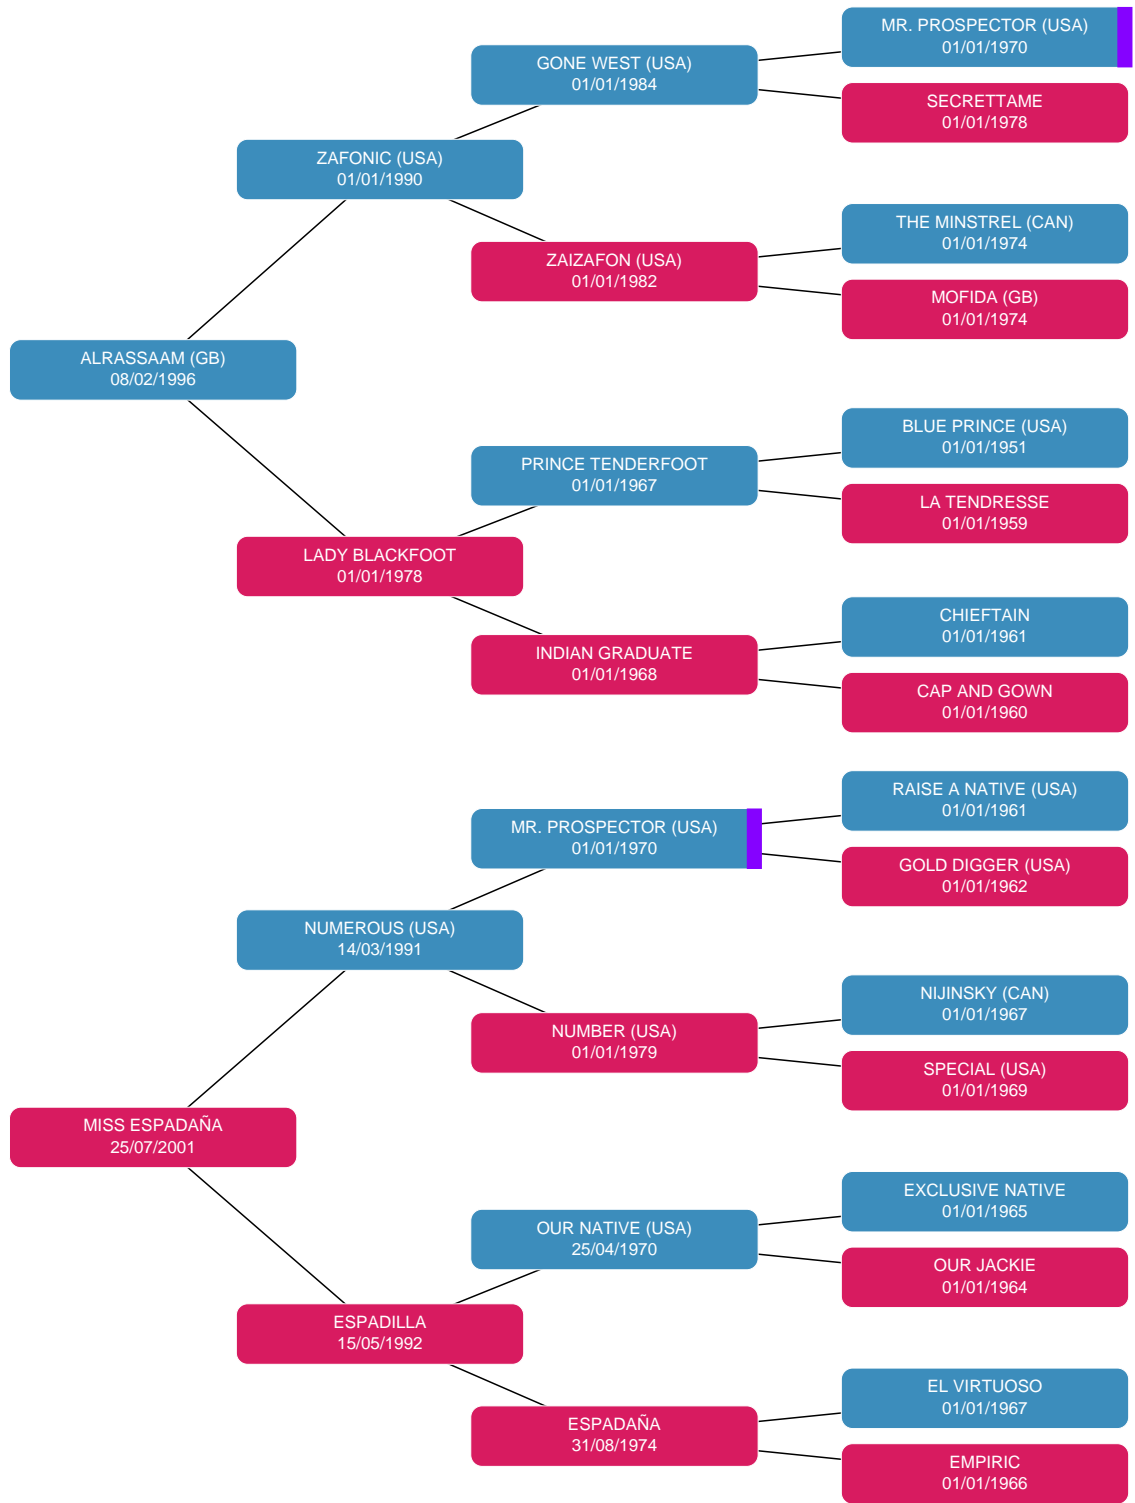 MR. PROSPECTOR (USA)
01/01/1970
GONE WEST (USA)
01/01/1984
SECRETTAME
01/01/1978
ZAFONIC (USA)
01/01/1990
THE MINSTREL (CAN)
01/01/1974
ZAIZAFON (USA)
01/01/1982
MOFIDA (GB)
01/01/1974
ALRASSAAM (GB)
08/02/1996
BLUE PRINCE (USA)
01/01/1951
PRINCE TENDERFOOT
01/01/1967
LA TENDRESSE
01/01/1959
LADY BLACKFOOT
01/01/1978
CHIEFTAIN
01/01/1961
INDIAN GRADUATE
01/01/1968
CAP AND GOWN
01/01/1960
RAISE A NATIVE (USA)
01/01/1961
MR. PROSPECTOR (USA)
01/01/1970
GOLD DIGGER (USA)
01/01/1962
NUMEROUS (USA)
14/03/1991
NIJINSKY (CAN)
01/01/1967
NUMBER (USA)
01/01/1979
SPECIAL (USA)
01/01/1969
MISS ESPADAÑA
25/07/2001
EXCLUSIVE NATIVE
01/01/1965
OUR NATIVE (USA)
25/04/1970
OUR JACKIE
01/01/1964
ESPADILLA
15/05/1992
EL VIRTUOSO
01/01/1967
ESPADAÑA
31/08/1974
EMPIRIC
01/01/1966